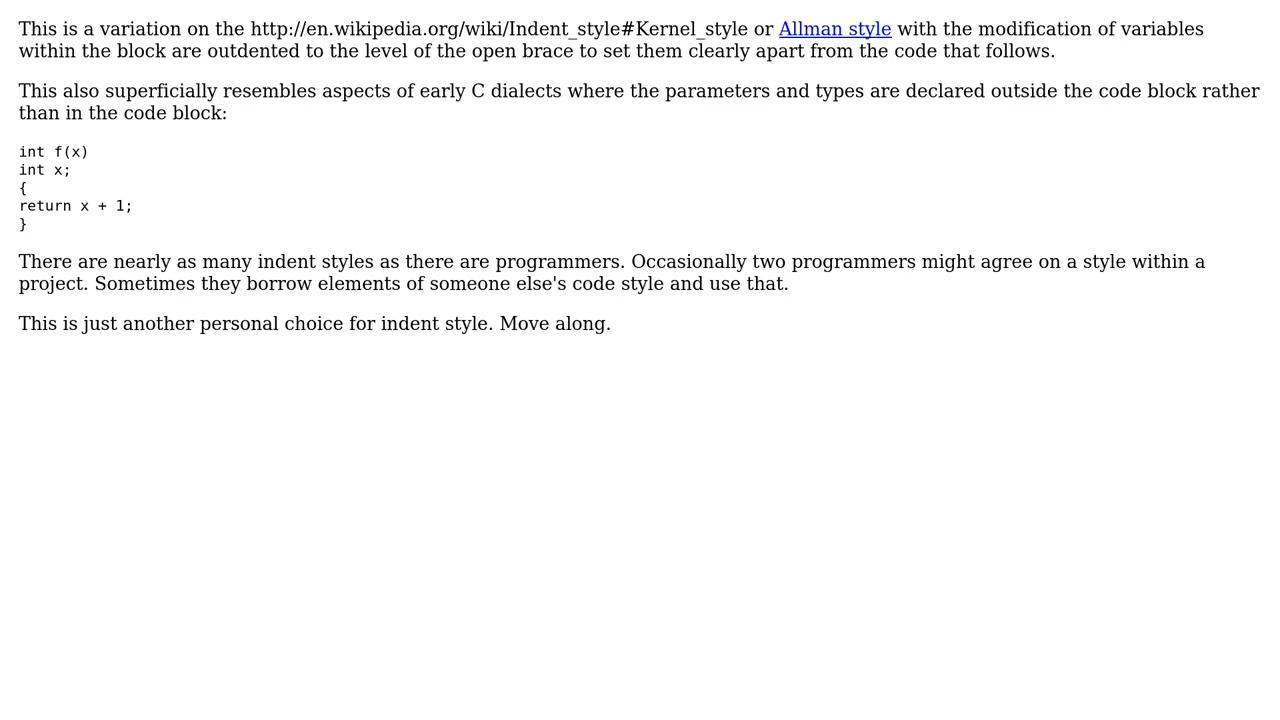 This is a variation on the http://en.wikipedia.org/wiki/Indent_style#Kernel_style or Allman style with the modification of variables
within the block are outdented to the level of the open brace to set them clearly apart from the code that follows.
This also superficially resembles aspects of early C dialects where the parameters and types are declared outside the code block rather
than in the code block:
int f(x)
int x;
{
return x + 1;
}
There are nearly as many indent styles as there are programmers. Occasionally two programmers might agree on a style within a
project. Sometimes they borrow elements of someone else's code style and use that.
This is just another personal choice for indent style. Move along.